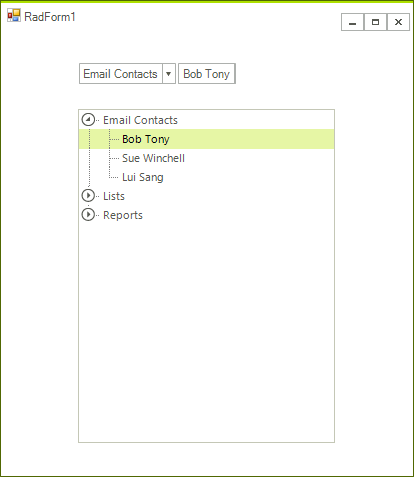 RadForm1
Email Contacts Bob Tony
Email Contacts
Bob Tony
Sue Winchell
Lui Sang
Lists
Reports